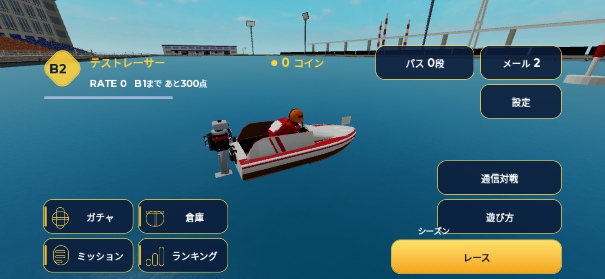 B2
テストレーサー
RATE 0 B1まで あと300点
0 コイン
パス 0段
メール 2
設定
通信対戦
遊び方
シーズン
レース
ガチャ
倉庫
ミッション
ランキング